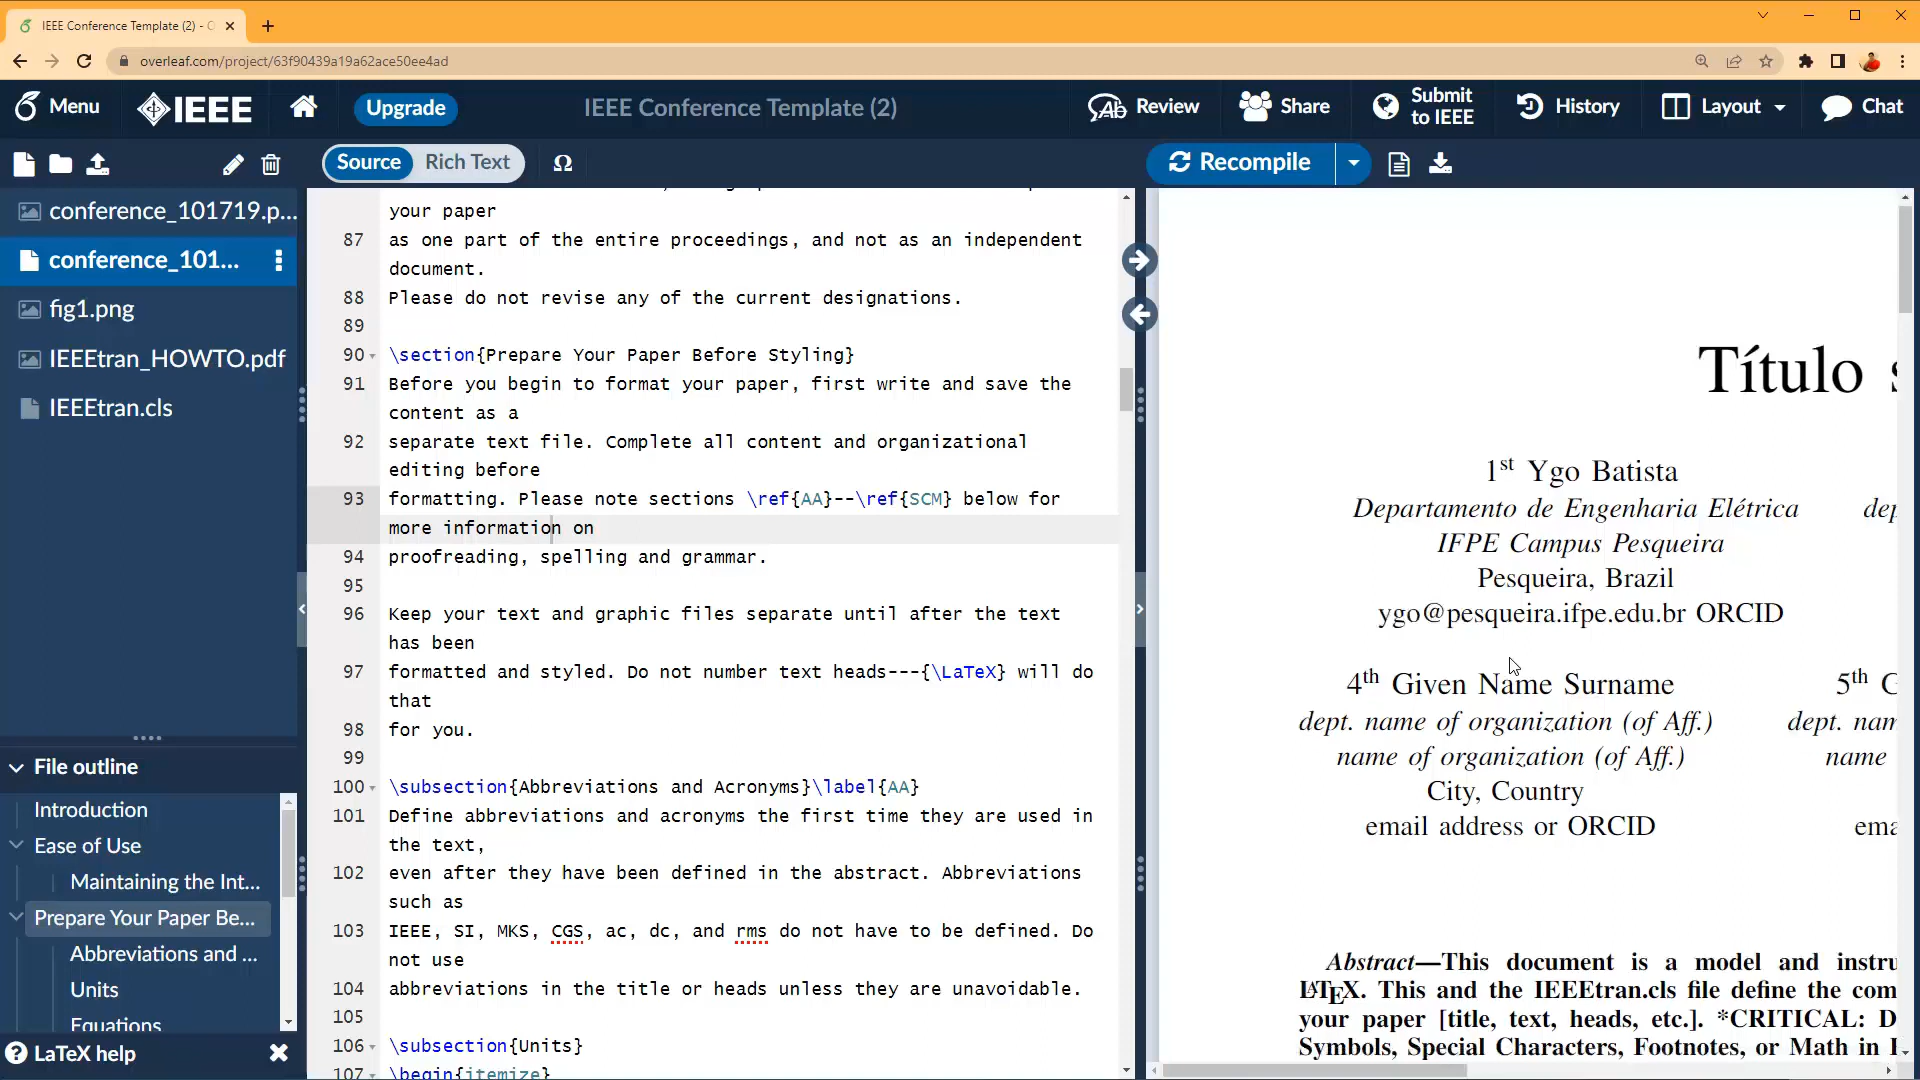 IEEE Conference Template (2) - O
overleaf.com/project/63f90439a19a62ace50ee4ad
Menu
IEEE
Upgrade
IEEE Conference Template (2)
Review
Share
Submit
to IEEE
History
Layout
Chat
Source
Rich Text
Ω
Recompile
conference_101719.p...
conference_101...
fig1.png
IEEEtran_HOWTO.pdf
IEEEtran.cls
File outline
Introduction
Ease of Use
Maintaining the Int...
Prepare Your Paper Be...
Abbreviations and ...
Units
Equations
LaTeX help
your paper
87 as one part of the entire proceedings, and not as an independent
document.
88 Please do not revise any of the current designations.
89
90 \section{Prepare Your Paper Before Styling}
91 Before you begin to format your paper, first write and save the
content as a
92 separate text file. Complete all content and organizational
editing before
93 formatting. Please note sections \ref{AA}--\ref{SCM} below for
more information on
94 proofreading, spelling and grammar.
95
96 Keep your text and graphic files separate until after the text
has been
97 formatted and styled. Do not number text heads---{\LaTeX} will do
that
98 for you.
99
100 \subsection{Abbreviations and Acronyms}\label{AA}
101 Define abbreviations and acronyms the first time they are used in
the text,
102 even after they have been defined in the abstract. Abbreviations
such as
103 IEEE, SI, MKS, CGS, ac, dc, and rms do not have to be defined. Do
not use
104 abbreviations in the title or heads unless they are unavoidable.
105
106 \subsection{Units}
107 \begin{itemize}
Título s
1st Ygo Batista
Departamento de Engenharia Elétrica dep
IFPE Campus Pesqueira
Pesqueira, Brazil
ygo@pesqueira.ifpe.edu.br ORCID
4th Given Name Surname 5th G
dept. name of organization (of Aff.) dept. nam
name of organization (of Aff.) name
City, Country
email address or ORCID ema
Abstract—This document is a model and instru
LATEX. This and the IEEEtran.cls file define the com
your paper [title, text, heads, etc.]. *CRITICAL: D
Symbols, Special Characters, Footnotes, or Math in